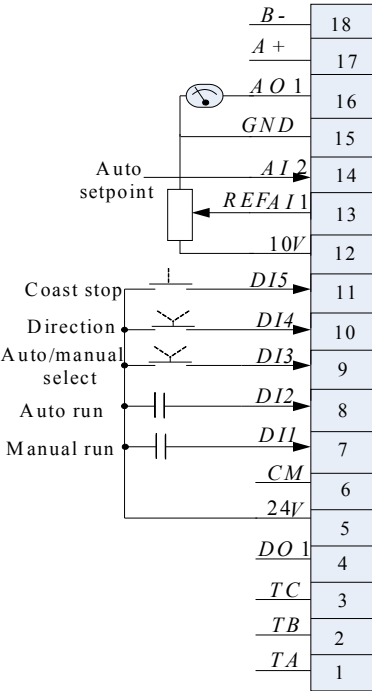 B- 18
A+ 17
AO1 16
GND 15
Auto setpoint AI2 14
REFAI1 13
10V 12
Coast stop DI5 11
Direction DI4 10
Auto/manual select DI3 9
Auto run DI2 8
Manual run DI1 7
CM 6
24V 5
DO1 4
TC 3
TB 2
TA 1